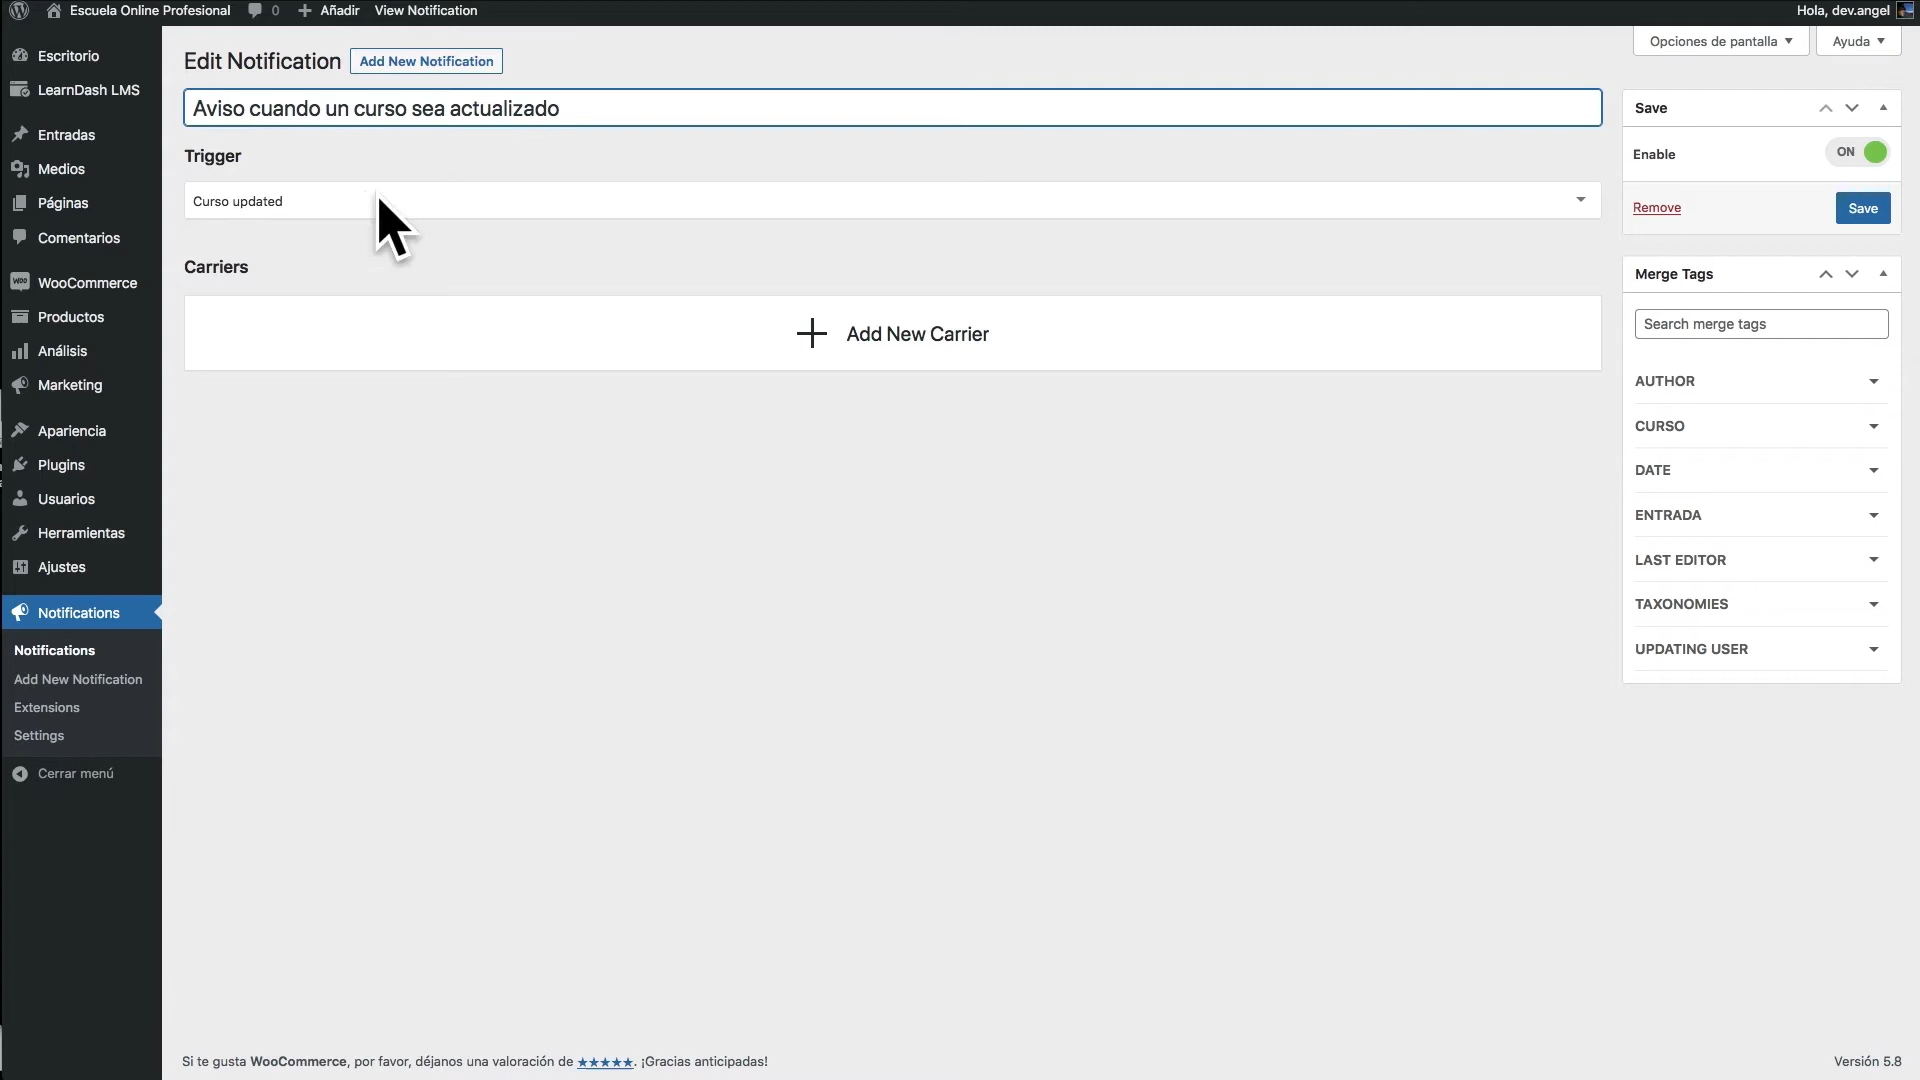 Escuela Online Profesional 0 Añadir View Notification Hola, dev.angel
Escritorio
LearnDash LMS
Entradas
Medios
Páginas
Comentarios
WooCommerce
Productos
Análisis
Marketing
Apariencia
Plugins
Usuarios
Herramientas
Ajustes
Notifications
Notifications
Add New Notification
Extensions
Settings
Cerrar menú
Opciones de pantalla Ayuda
Edit Notification Add New Notification
Aviso cuando un curso sea actualizado
Trigger
Curso updated
Carriers
Add New Carrier
Save
Enable ON
Remove Save
Merge Tags
Search merge tags
AUTHOR
CURSO
DATE
ENTRADA
LAST EDITOR
TAXONOMIES
UPDATING USER
Si te gusta WooCommerce, por favor, déjanos una valoración de ★★★★★. ¡Gracias anticipadas! Versión 5.8